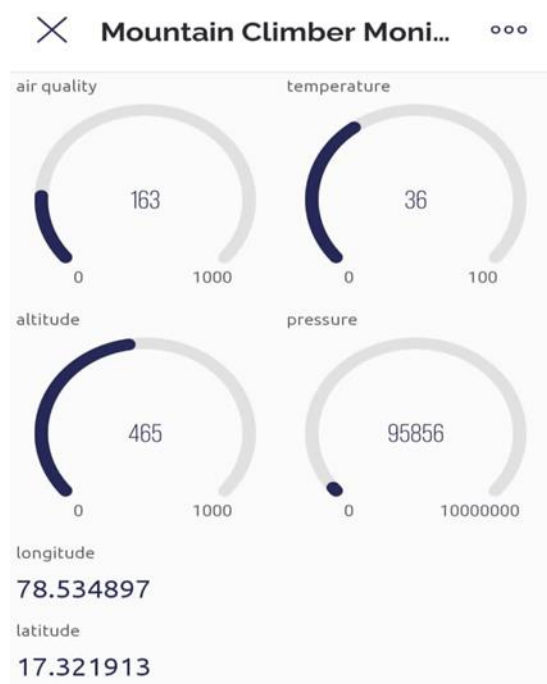 Mountain Climber Moni...
air quality temperature
163 36
0 1000 0 100
altitude pressure
465 95856
0 1000 0 10000000
longitude
78.534897
latitude
17.321913